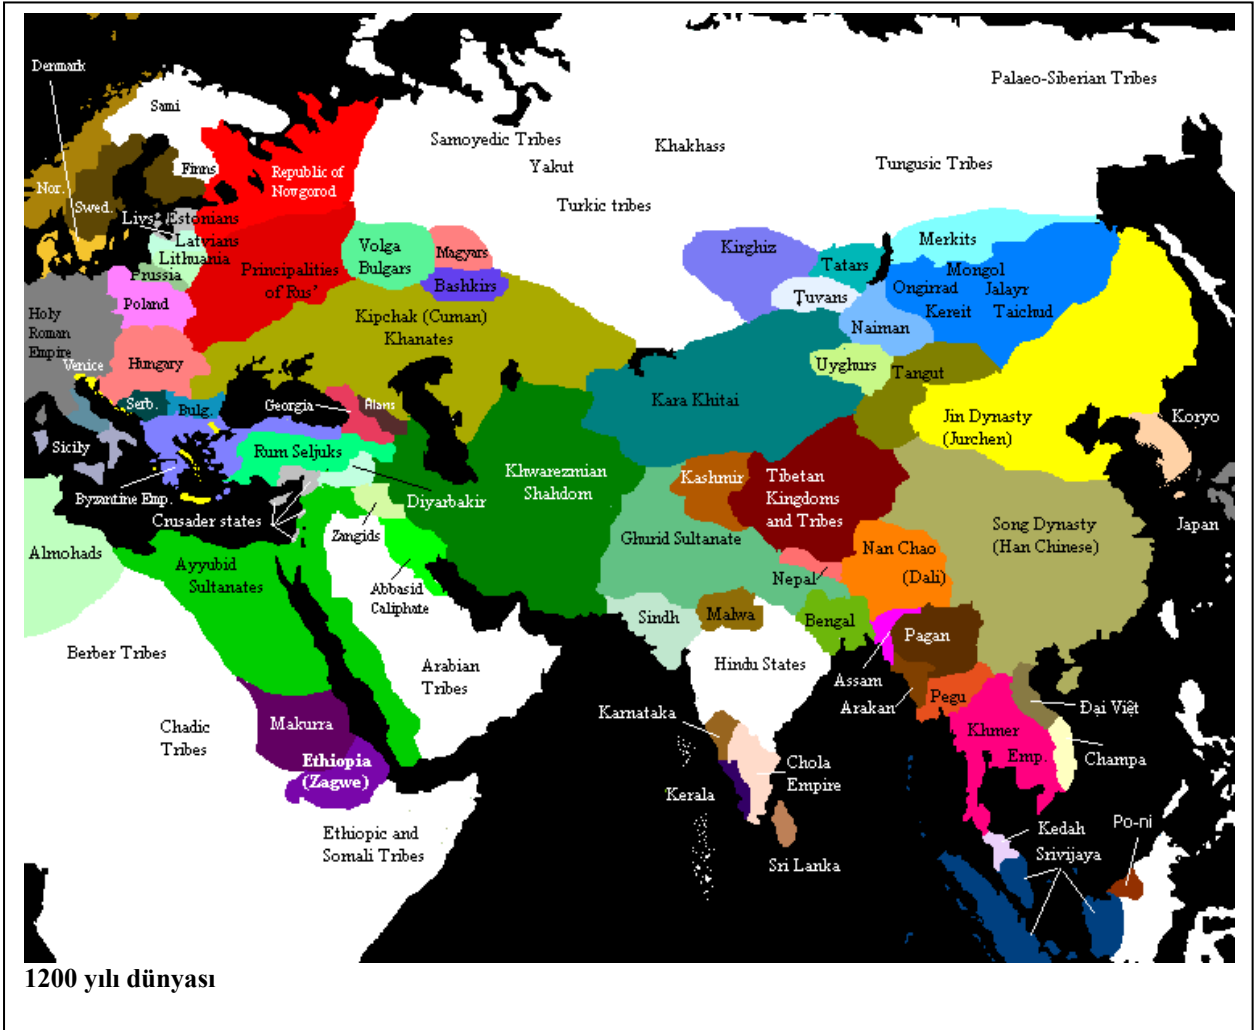 Denmark
Palaeo-Siberian Tribes
Sami
Samoyedic Tribes
Khakhass
Yakut
Tungusic Tribes
Finns
Republic of
Novgorod
Nor.
Swed.
Turkic tribes
Livs
Estonians
Latvians
Lithuania
Prussia
Volga
Bulgars
Magyars
Bashkirs
Kirghiz
Merkits
Tatars
Tuvans
Mongol
Ongirrad
Jalayr
Kereit
Taichud
Naiman
Principalities
of Rus'
Poland
Holy
Roman
Empire
Kipchak (Cuman)
Khanates
Hungary
Venice
Uyghurs
Tangut
Serb.
Bulg.
Georgia
Alans
Kara Khitai
Jin Dynasty
(Jurchen)
Koryo
Sicily
Rum Seljuks
Khwarezmian
Shahdom
Kashmir
Tibetan
Kingdoms
and Tribes
Byzantine Emp.
Diyarbakir
Crusader states
Zangids
Ghurid Sultanate
Song Dynasty
(Han Chinese)
Japan
Almohads
Ayyubid
Sultanates
Abbasid
Caliphate
Nan Chao
(Dali)
Nepal
Sindh
Malwa
Bengal
Pagan
Berber Tribes
Arabian
Tribes
Hindu States
Assam
Arakan
Pegu
Dại Việt
Karnataka
Chadic
Tribes
Makurra
Khmer
Emp.
Champa
Ethiopia
(Zagwe)
Chola
Empire
Kerala
Ethiopic and
Somali Tribes
Sri Lanka
Kedah
Po-ni
Srivijaya
1200 yılı dünyası